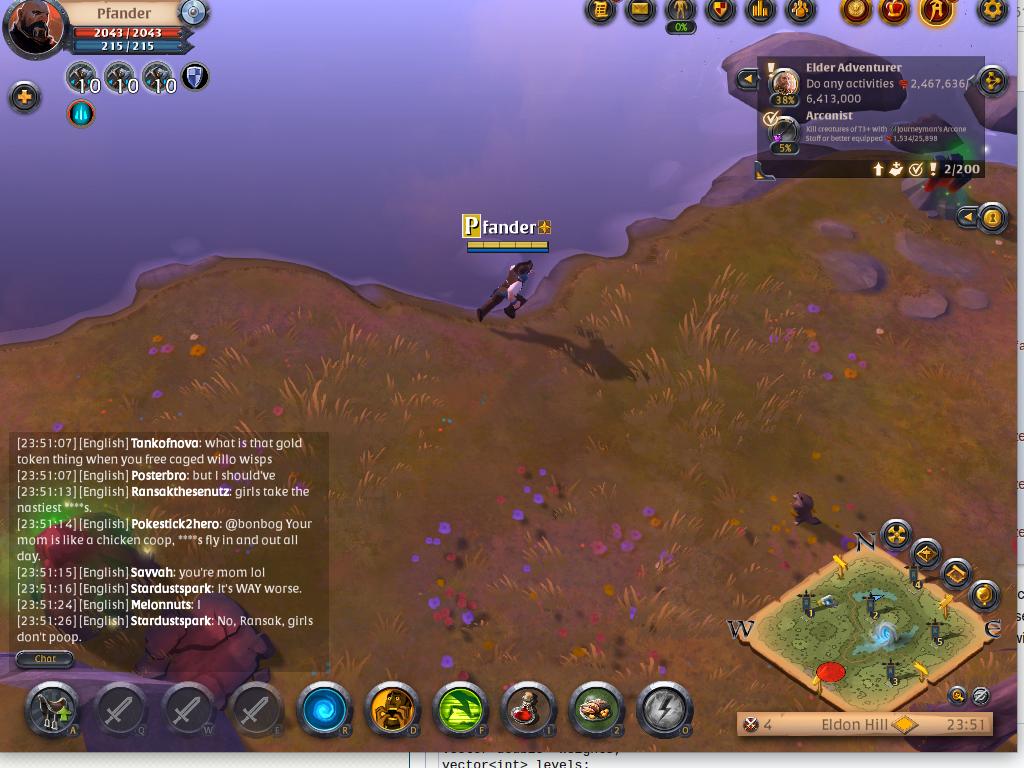 Pfander
2043 / 2043
215 / 215
10 10 10
0%
Elder Adventurer
Do any activities 2,467,636/
6,413,000
38%
Arcanist
Kill creatures of T3+ with Journeyman's Arcane
Staff or better equipped 1,534/25,898
5%
2/200
Pfander
[23:51:07] [English] Tankofnova: what is that gold
token thing when you free caged willo wisps
[23:51:07] [English] Posterbro: but I should've
[23:51:13] [English] Ransakthesenutz: girls take the
nastiest ****s.
[23:51:14] [English] Pokestick2hero: @bonbog Your
mom is like a chicken coop, ****s fly in and out all
day.
[23:51:15] [English] Savvah: you're mom lol
[23:51:16] [English] Stardustspark: It's WAY worse.
[23:51:24] [English] Melonnuts: I
[23:51:26] [English] Stardustspark: No, Ransak, girls
don't poop.
Chat
N
W
E
1
2
3
4
5
A Q W E R D F 1 2 O
4 Eldon Hill 23:51
vector<int> levels;